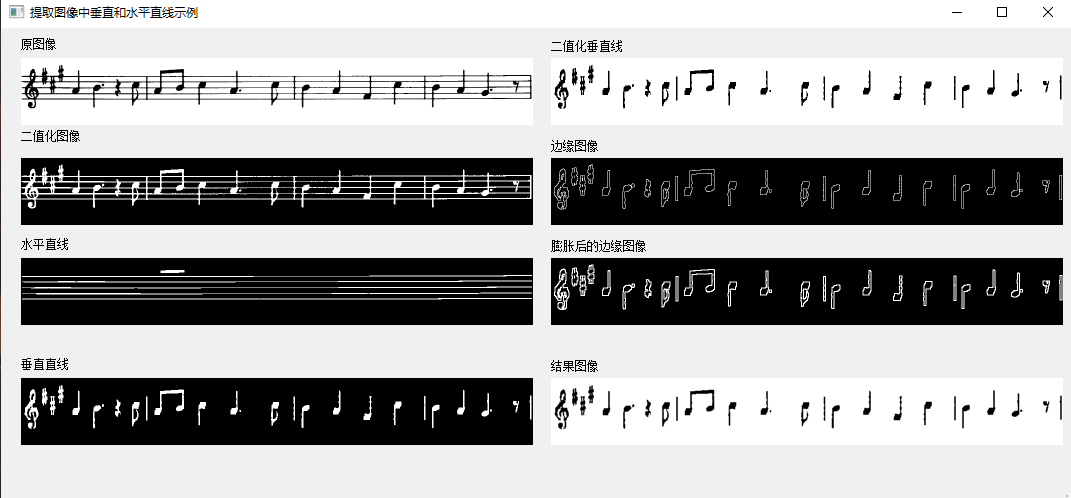 提取图像中垂直和水平直线示例
原图像
二值化图像
水平直线
垂直直线
二值化垂直线
边缘图像
膨胀后的边缘图像
结果图像